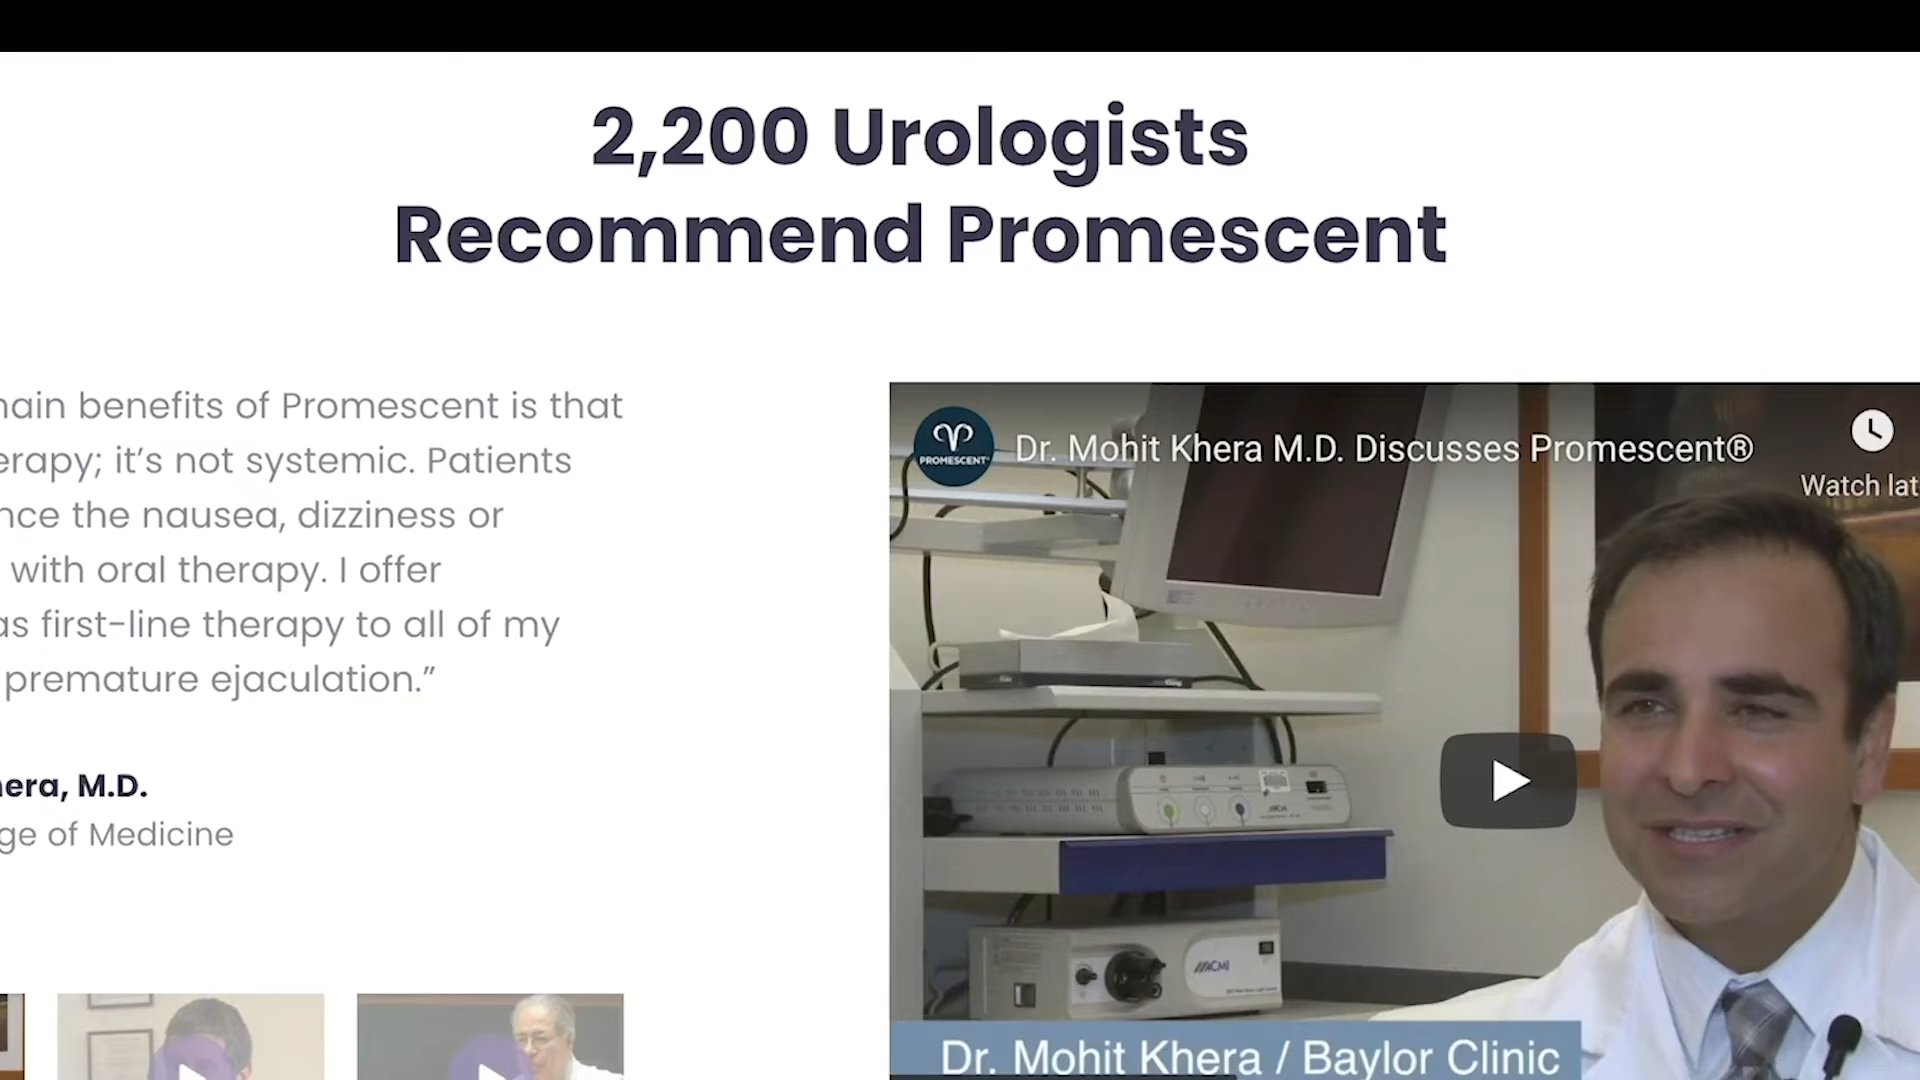 2,200 Urologists
Recommend Promescent
main benefits of Promescent is that
erapy; it’s not systemic. Patients
nce the nausea, dizziness or
with oral therapy. I offer
as first-line therapy to all of my
premature ejaculation.”
hera, M.D.
ge of Medicine
PROMESCENT
Dr. Mohit Khera M.D. Discusses Promescent®
Watch lat
ACMI
Dr. Mohit Khera / Baylor Clinic